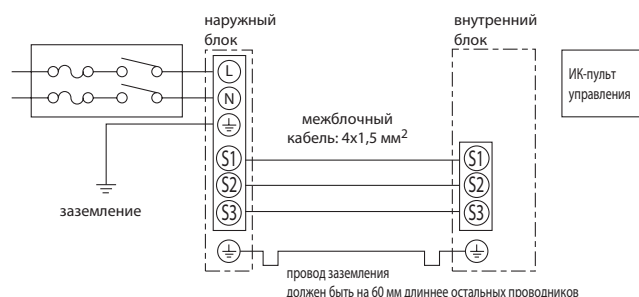 наружный
блок
внутренний
блок
L
N
ИК-пульт
управления
межблочный
кабель: 4x1,5 мм²
S1
S1
S2
S2
S3
S3
заземление
провод заземления
должен быть на 60 мм длиннее остальных проводников